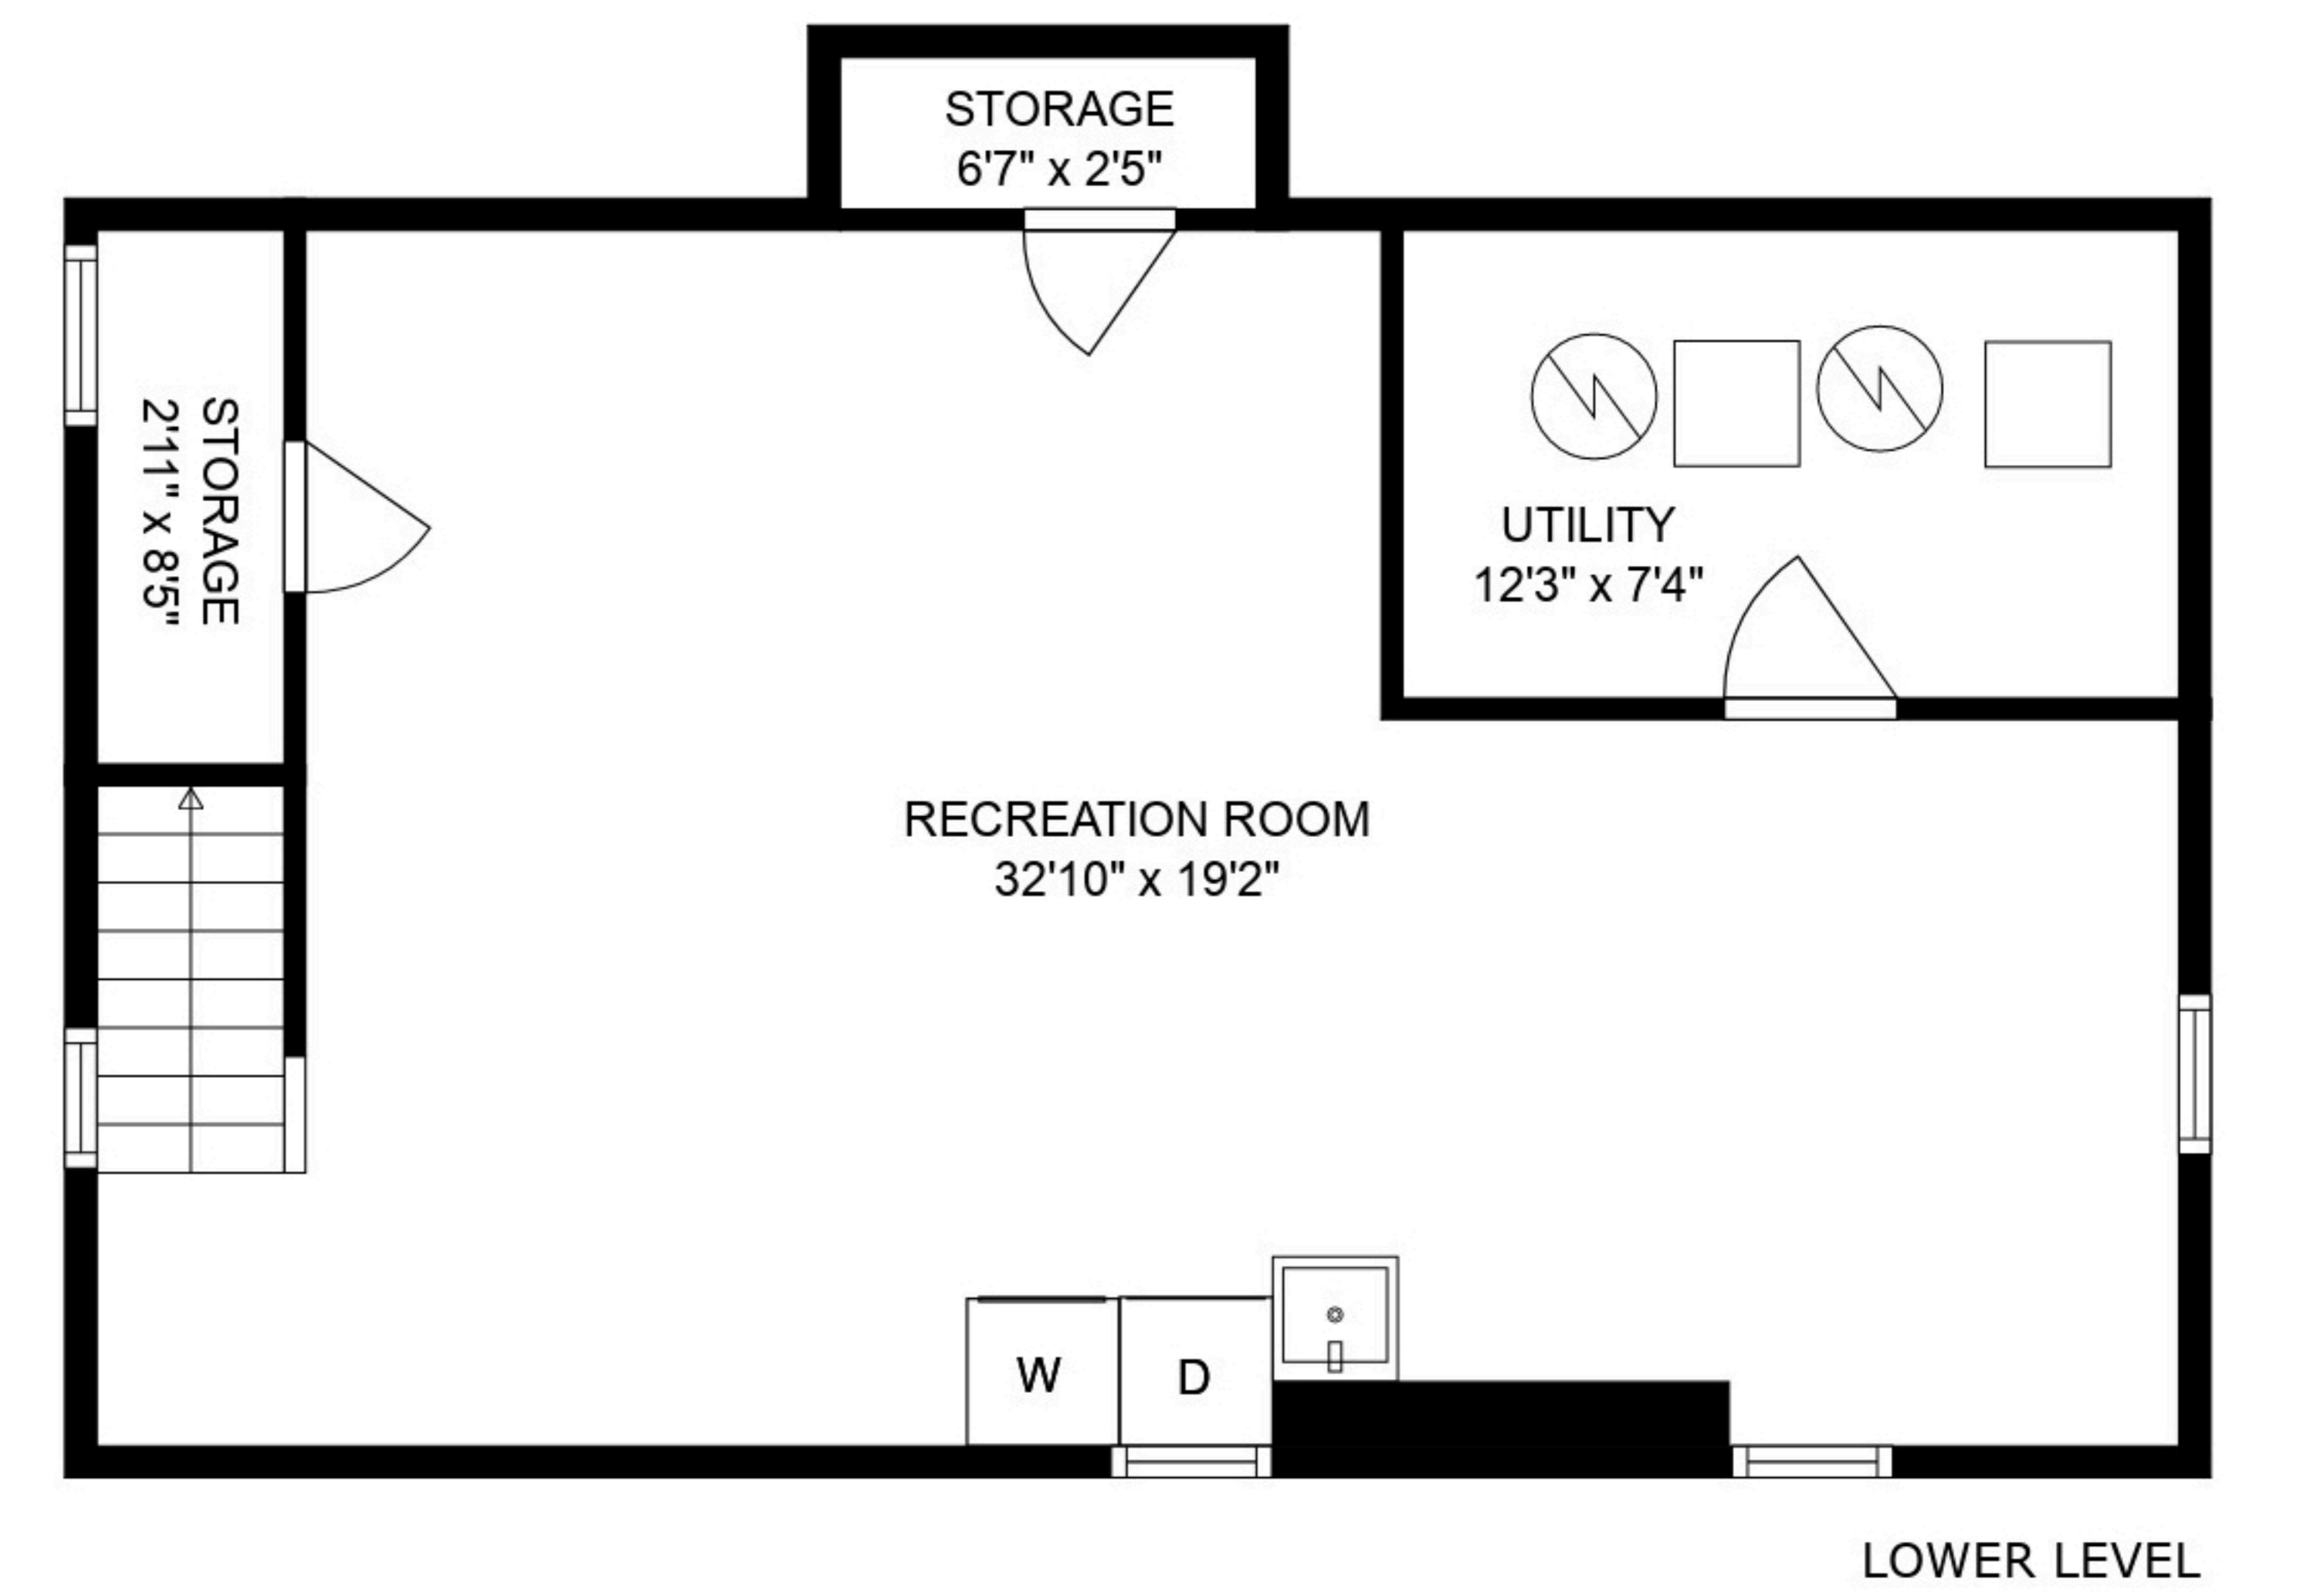 STORAGE
6'7" x 2'5"
STORAGE
2'11" x 8'5"
UTILITY
12'3" x 7'4"
RECREATION ROOM
32'10" x 19'2"
W
D
LOWER LEVEL